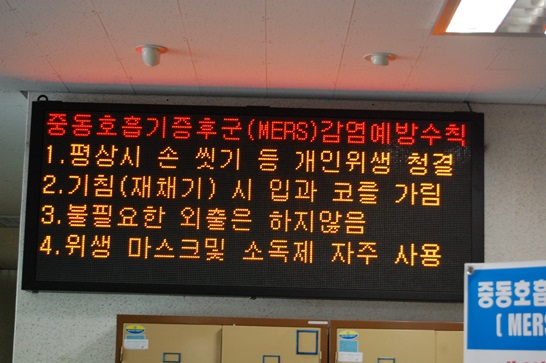 중동호흡기증후군(MERS)감염예방수칙
1.평상시 손 씻기 등 개인위생 청결
2.기침(재채기) 시 입과 코를 가림
3.불필요한 외출은 하지않음
4.위생 마스크및 소독제 자주 사용
중동호흡
(MER